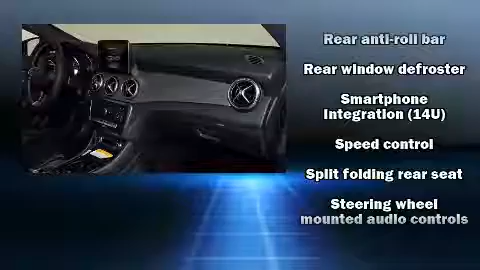 Rear anti-roll bar
Rear window defroster
Smartphone
Integration (14U)
Speed control
Split folding rear seat
Steering wheel
mounted audio controls